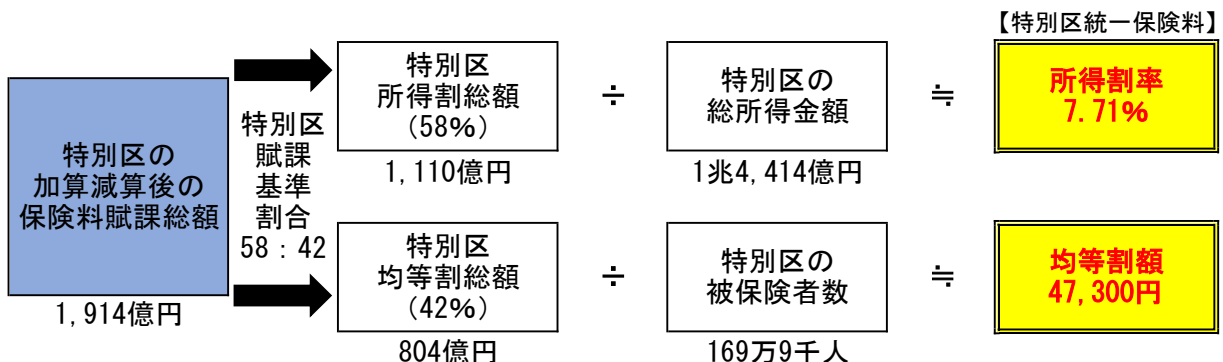 【特別区統一保険料】
特別区の
加算減算後の
保険料賦課総額
1,914億円
特別区
賦課
基準
割合
58：42
特別区
所得割総額
（58%）
1,110億円
÷
特別区の
総所得金額
1兆4,414億円
≒
所得割率
7.71%
特別区
均等割総額
（42%）
804億円
÷
特別区の
被保険者数
169万9千人
≒
均等割額
47,300円